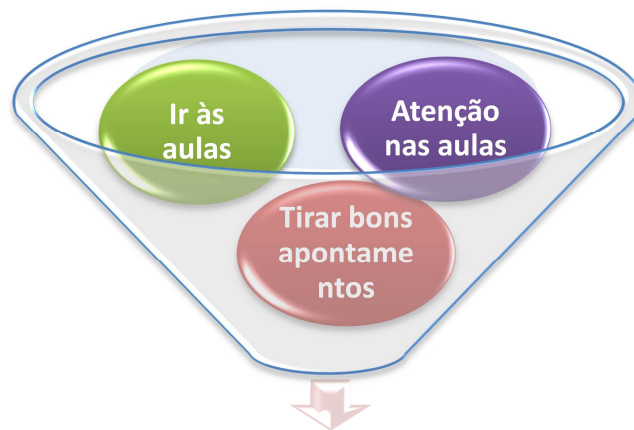 Ir às
aulas
Atenção
nas aulas
Tirar bons
apontame
ntos